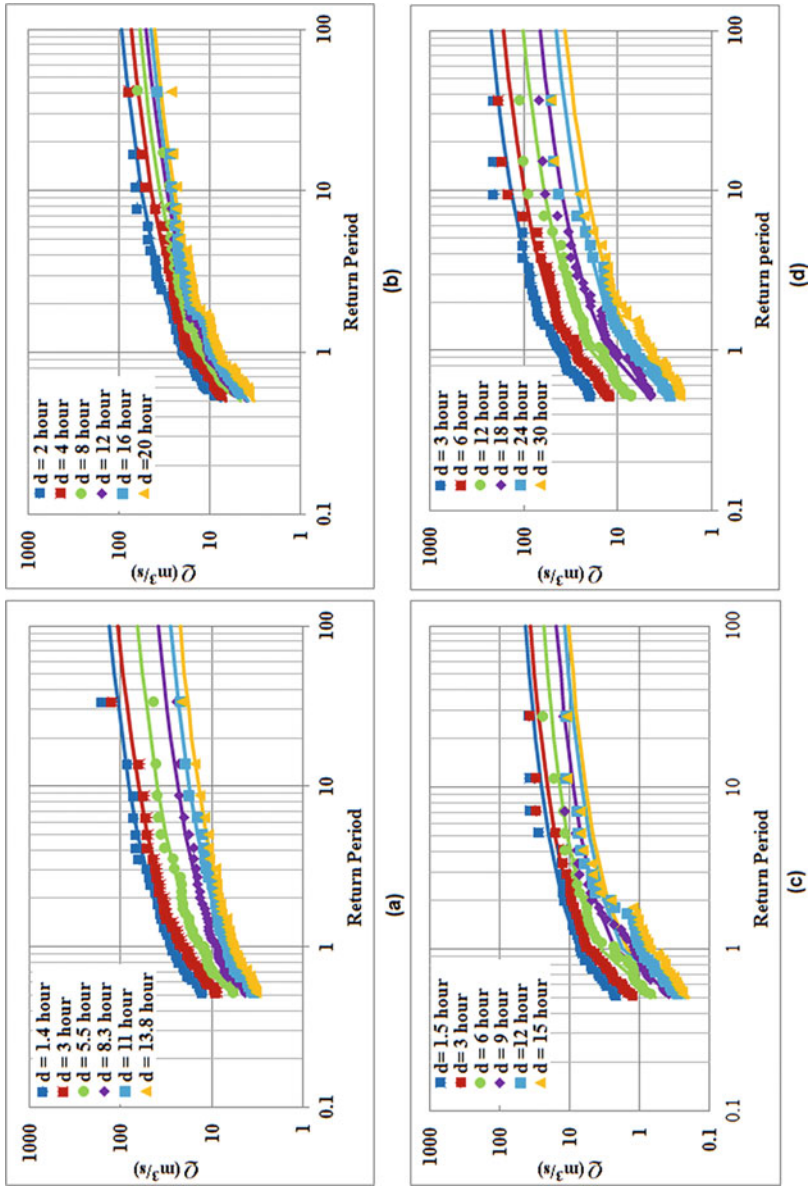 1000
100
10
1
Q (m³/s)
0.1
1
10
100
Return Period
d = 1.4 hour
d = 3 hour
d = 5.5 hour
d = 8.3 hour
d = 11 hour
d = 13.8 hour
(a)
1000
100
10
1
Q (m³/s)
0.1
1
10
100
Return Period
d = 2 hour
d = 4 hour
d = 8 hour
d = 12 hour
d = 16 hour
d =20 hour
(b)
1000
100
10
1
0.1
Q (m³/s)
0.1
1
10
100
Return Period
d = 1.5 hour
d= 3 hour
d= 6 hour
d= 9 hour
d=12 hour
d= 15 hour
(c)
1000
100
10
1
Q (m³/s)
0.1
1
10
100
Return period
d = 3 hour
d = 6 hour
d = 12 hour
d = 18 hour
d = 24 hour
d = 30 hour
(d)